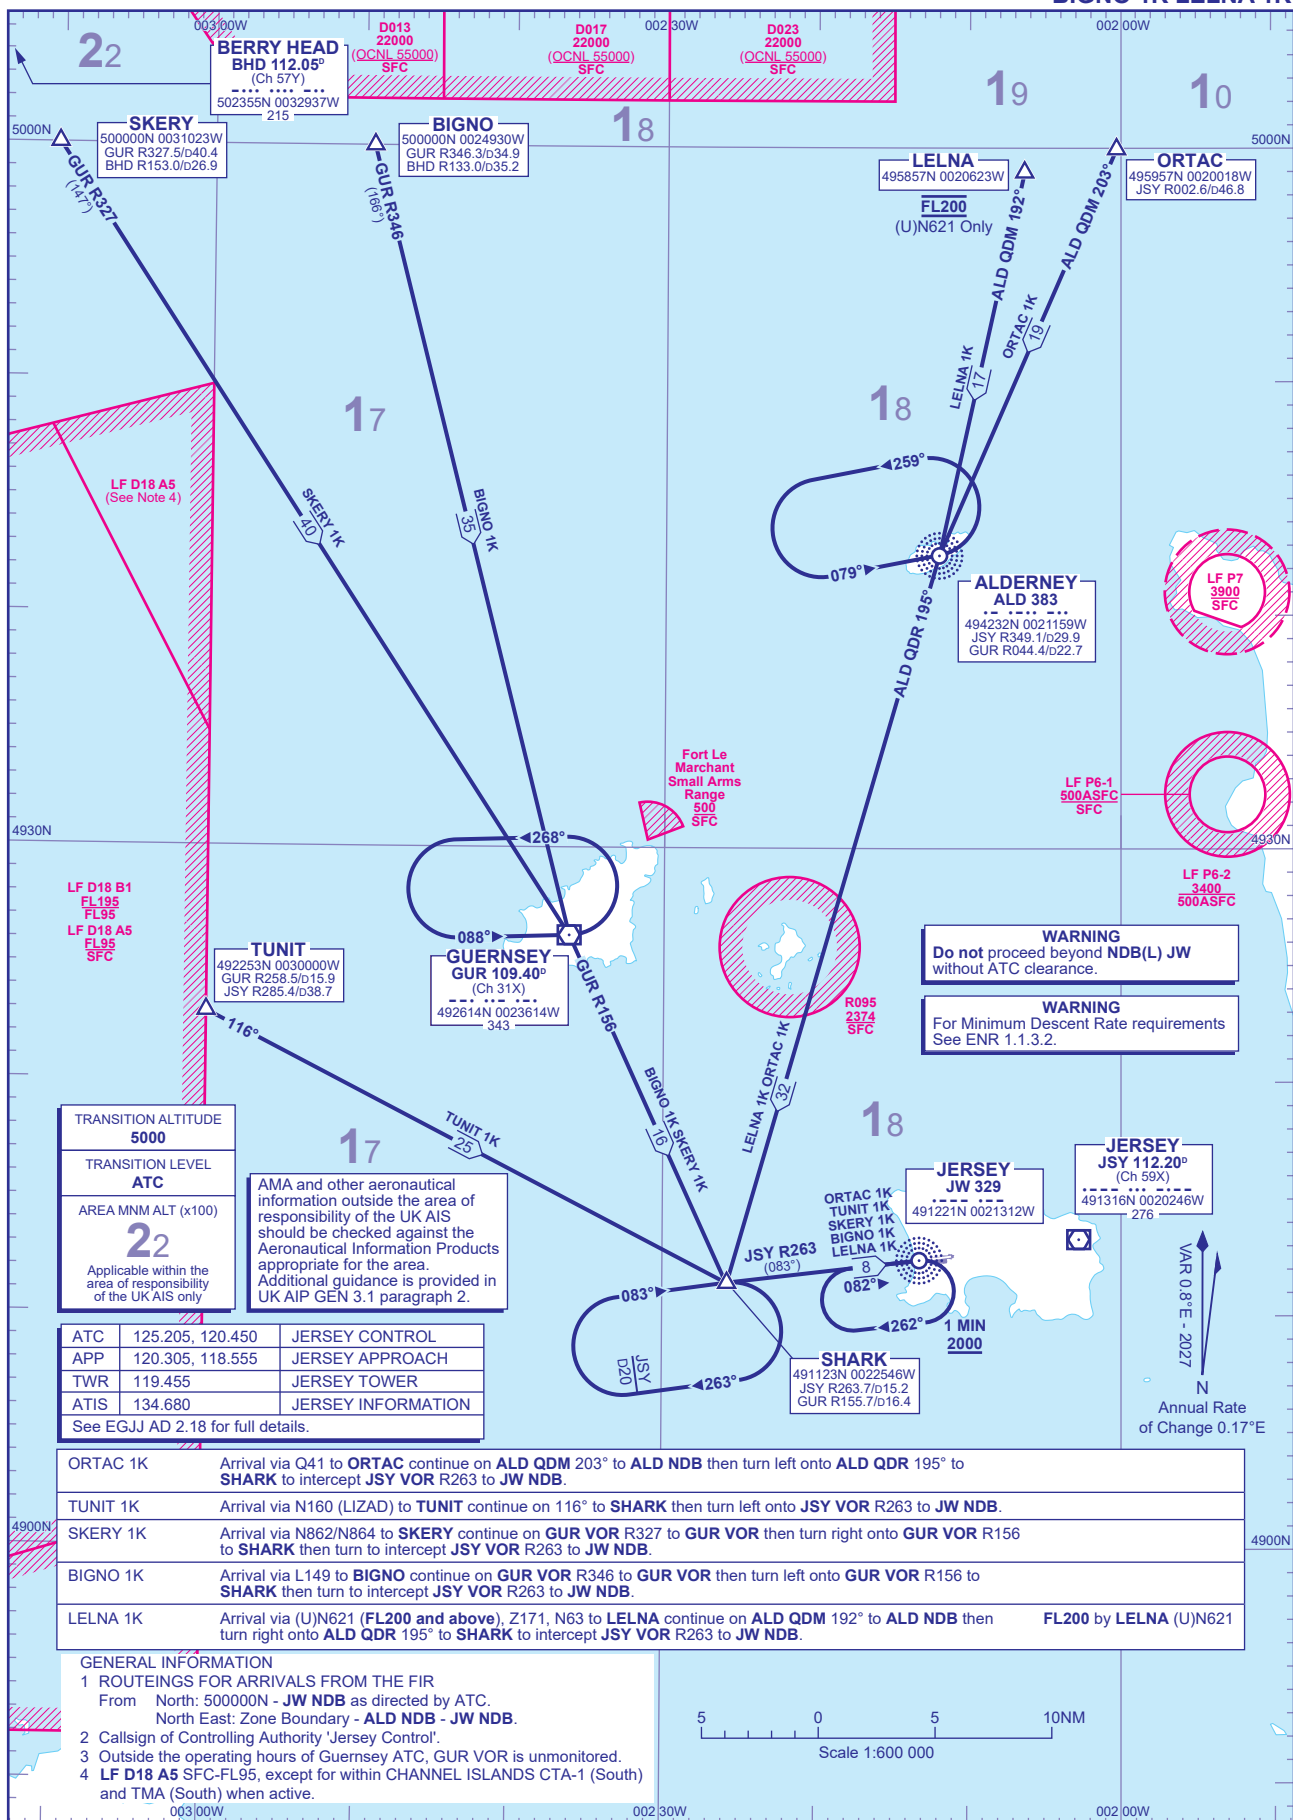 BIGNO 1K LELNA 1K
003 00W
002 30W
002 00W
22
BERRY HEAD
BHD 112.05D
(Ch 57Y)
502355N 0032937W
215
D013
22000
(OCNL 55000)
SFC
D017
22000
(OCNL 55000)
SFC
D023
22000
(OCNL 55000)
SFC
19
10
18
5000N
SKERY
500000N 0031023W
GUR R327.5/D40.4
BHD R153.0/D26.9
BIGNO
500000N 0024930W
GUR R346.3/D34.9
BHD R133.0/D35.2
LELNA
495857N 0020623W
FL200
(U)N621 Only
ORTAC
495957N 0020018W
JSY R002.6/D46.8
5000N
GUR R327
(147°)
GUR R346
(166°)
ALD QDM 192°
ALD QDM 203°
LELNA 1K
17
ORTAC 1K
19
17
18
LF D18 A5
(See Note 4)
SKERY 1K
40
BIGNO 1K
35
259°
079°
ALDERNEY
ALD 383
494232N 0021159W
JSY R349.1/D29.9
GUR R044.4/D22.7
LF P7
3900
SFC
ALD QDR 195°
Fort Le
Marchant
Small Arms
Range
500
SFC
LF P6-1
500ASFC
SFC
4930N
4930N
268°
088°
LF P6-2
3400
500ASFC
LF D18 B1
FL195
FL95
LF D18 A5
FL95
SFC
GUERNSEY
GUR 109.40D
(Ch 31X)
492614N 0023614W
343
TUNIT
492253N 0030000W
GUR R258.5/D15.9
JSY R285.4/D38.7
WARNING
Do not proceed beyond NDB(L) JW
without ATC clearance.
R095
2374
SFC
WARNING
For Minimum Descent Rate requirements
See ENR 1.1.3.2.
GUR R156
116°
TUNIT 1K
25
BIGNO 1K SKERY 1K
16
LELNA 1K ORTAC 1K
32
17
18
TRANSITION ALTITUDE
5000
TRANSITION LEVEL
ATC
AREA MNM ALT (x100)
22
Applicable within the
area of responsibility
of the UK AIS only
AMA and other aeronautical
information outside the area of
responsibility of the UK AIS
should be checked against the
Aeronautical Information Products
appropriate for the area.
Additional guidance is provided in
UK AIP GEN 3.1 paragraph 2.
JERSEY
JW 329
491221N 0021312W
JERSEY
JSY 112.20D
(Ch 59X)
491316N 0020246W
276
ORTAC 1K
TUNIT 1K
SKERY 1K
BIGNO 1K
LELNA 1K
8
JSY R263
(083°)
083°
263°
JSY
D20
082°
262°
1 MIN
2000
SHARK
491123N 0022546W
JSY R263.7/D15.2
GUR R155.7/D16.4
VAR 0.8°E - 2027
N
Annual Rate
of Change 0.17°E
ATC 125.205, 120.450 JERSEY CONTROL
APP 120.305, 118.555 JERSEY APPROACH
TWR 119.455 JERSEY TOWER
ATIS 134.680 JERSEY INFORMATION
See EGJJ AD 2.18 for full details.
ORTAC 1K Arrival via Q41 to ORTAC continue on ALD QDM 203° to ALD NDB then turn left onto ALD QDR 195° to
SHARK to intercept JSY VOR R263 to JW NDB.
TUNIT 1K Arrival via N160 (LIZAD) to TUNIT continue on 116° to SHARK then turn left onto JSY VOR R263 to JW NDB.
4900N
4900N
SKERY 1K Arrival via N862/N864 to SKERY continue on GUR VOR R327 to GUR VOR then turn right onto GUR VOR R156
to SHARK then turn to intercept JSY VOR R263 to JW NDB.
BIGNO 1K Arrival via L149 to BIGNO continue on GUR VOR R346 to GUR VOR then turn left onto GUR VOR R156 to
SHARK then turn to intercept JSY VOR R263 to JW NDB.
LELNA 1K Arrival via (U)N621 (FL200 and above), Z171, N63 to LELNA continue on ALD QDM 192° to ALD NDB then FL200 by LELNA (U)N621
turn right onto ALD QDR 195° to SHARK to intercept JSY VOR R263 to JW NDB.
GENERAL INFORMATION
1 ROUTEINGS FOR ARRIVALS FROM THE FIR
From North: 500000N - JW NDB as directed by ATC.
North East: Zone Boundary - ALD NDB - JW NDB.
2 Callsign of Controlling Authority 'Jersey Control'.
3 Outside the operating hours of Guernsey ATC, GUR VOR is unmonitored.
4 LF D18 A5 SFC-FL95, except for within CHANNEL ISLANDS CTA-1 (South)
and TMA (South) when active.
5 0 5 10NM
Scale 1:600 000
003 00W
002 30W
002 00W